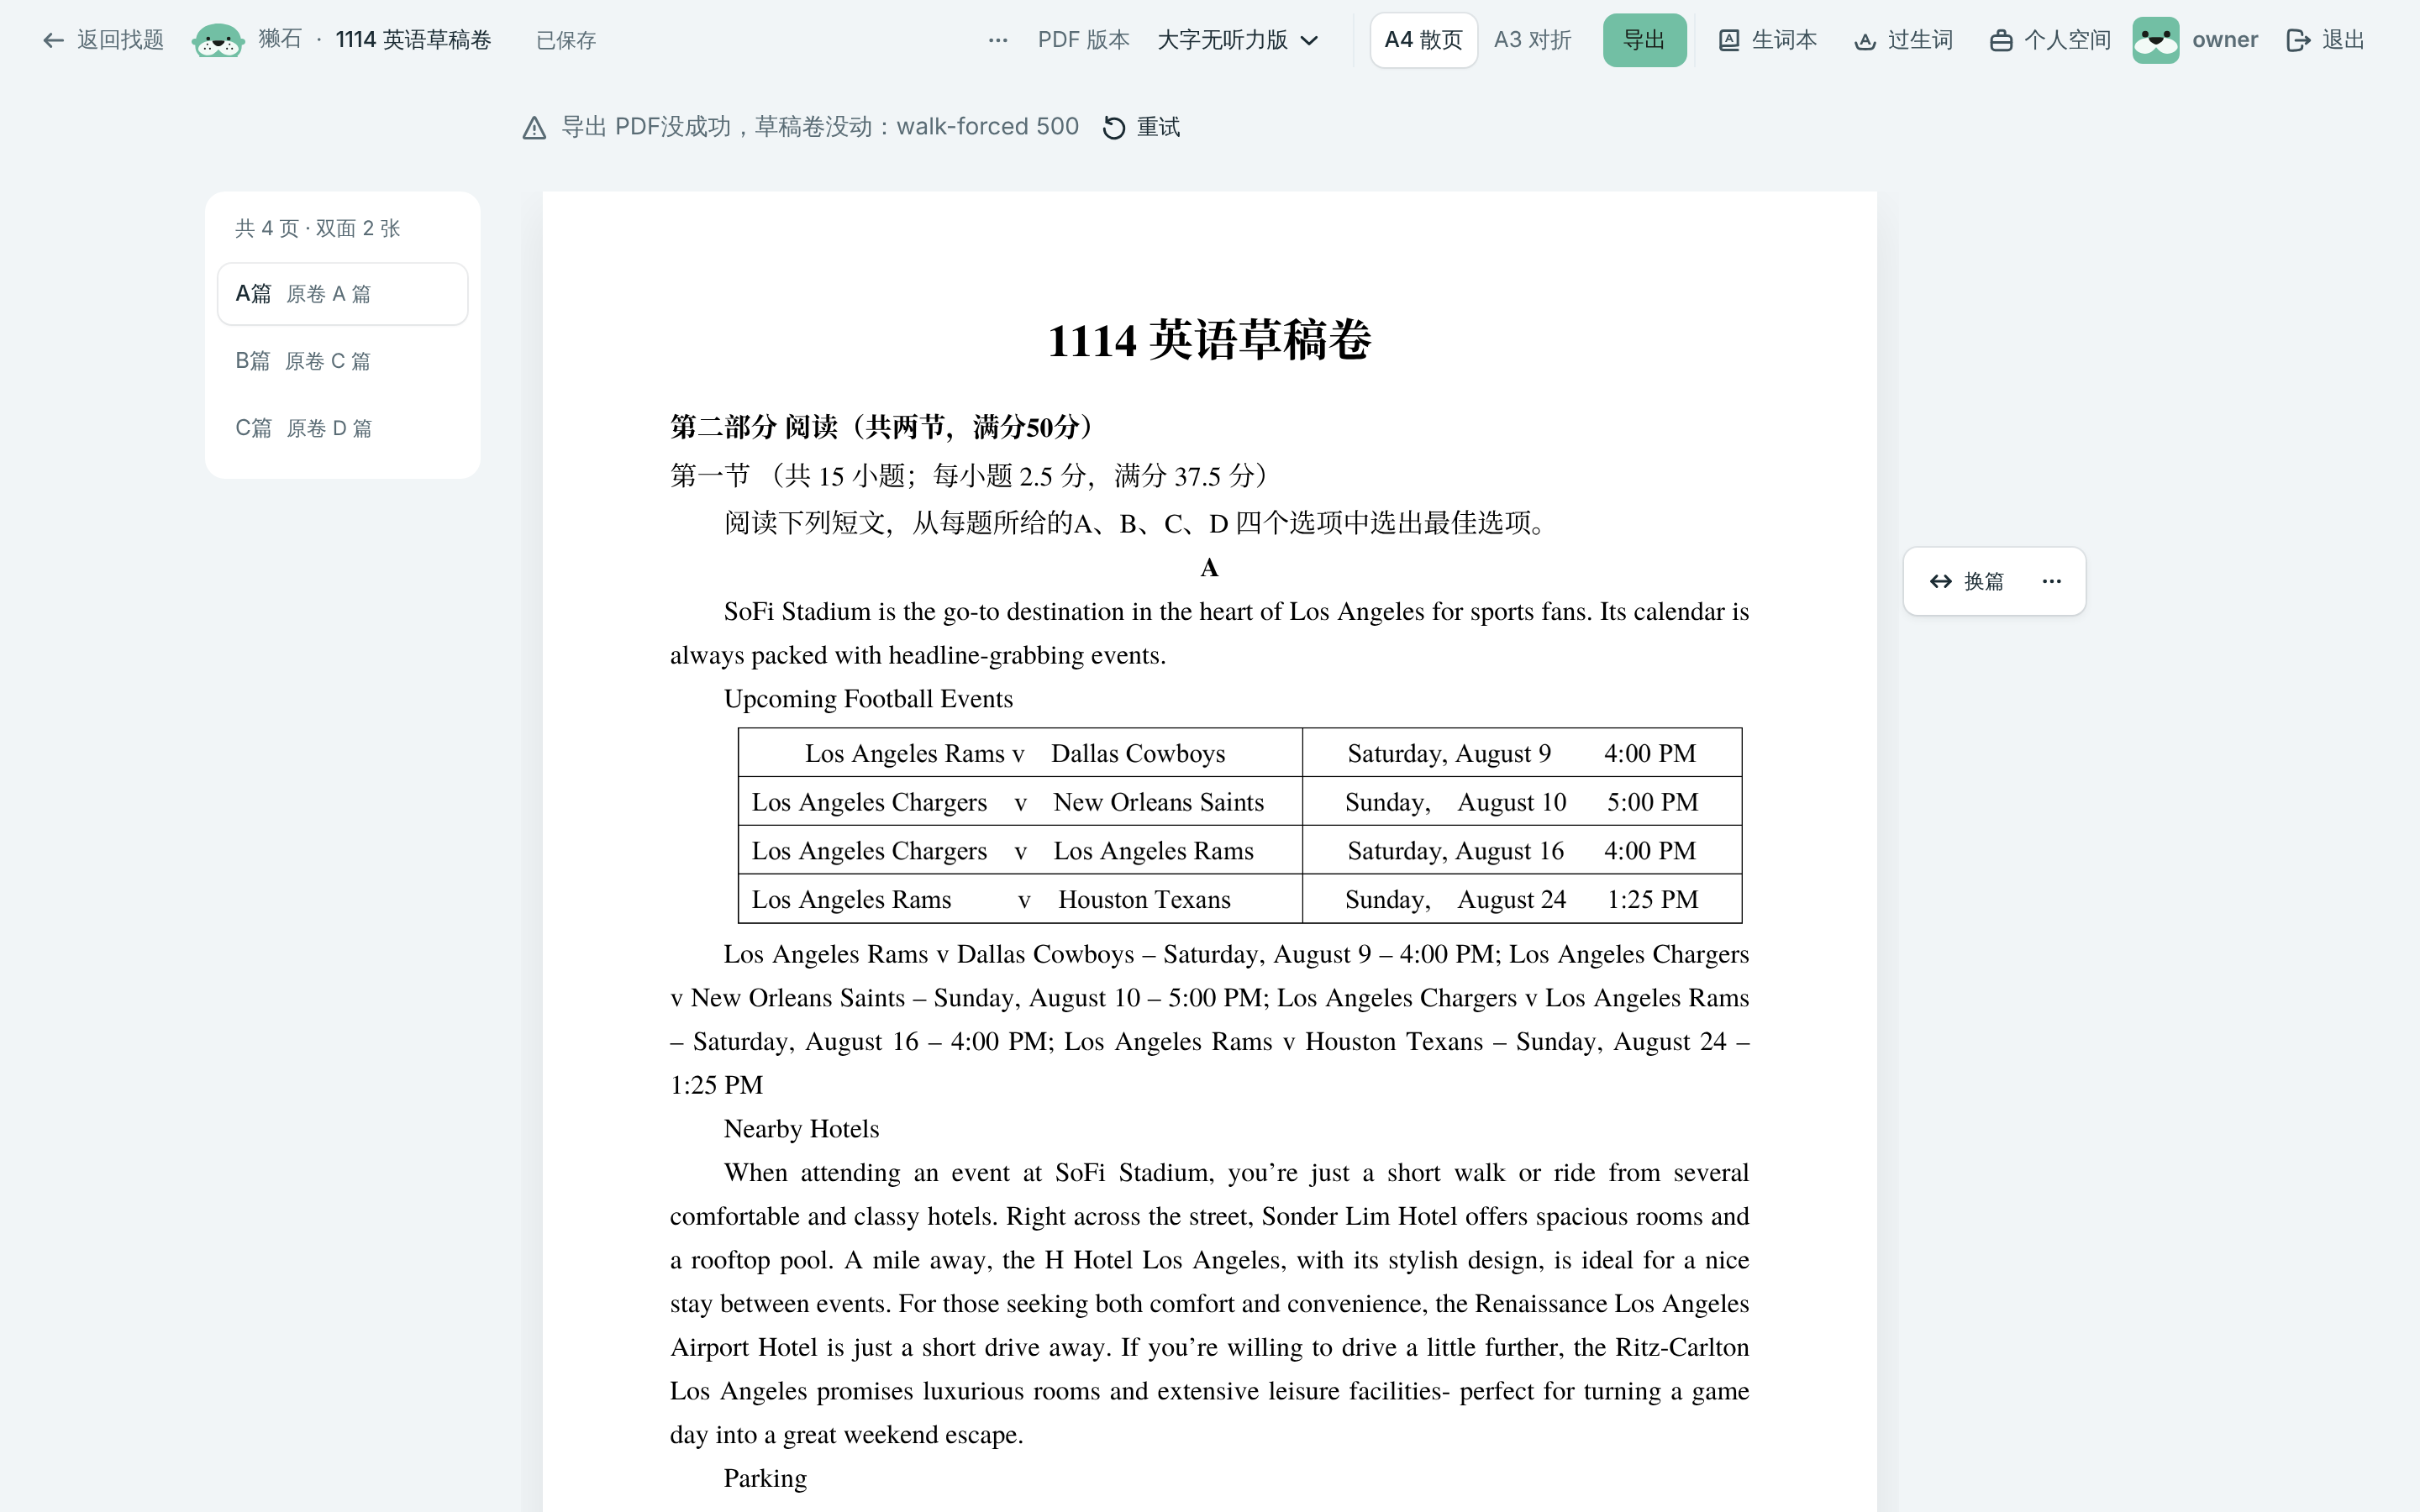 返回找题 獭石 · 1114 英语草稿卷 已保存 ··· PDF 版本 大字无听力版 A4 散页 A3 对折 导出 生词本 过生词 个人空间 owner 退出
导出 PDF没成功，草稿卷没动：walk-forced 500 重试
共 4 页 · 双面 2 张
A篇 原卷 A 篇
B篇 原卷 C 篇
C篇 原卷 D 篇
1114 英语草稿卷
第二部分 阅读（共两节，满分50分）
第一节 （共 15 小题；每小题 2.5 分，满分 37.5 分）
阅读下列短文，从每题所给的A、B、C、D 四个选项中选出最佳选项。
A
换篇 ···
SoFi Stadium is the go-to destination in the heart of Los Angeles for sports fans. Its calendar is
always packed with headline-grabbing events.
Upcoming Football Events
Los Angeles Rams v Dallas Cowboys Saturday, August 9 4:00 PM
Los Angeles Chargers v New Orleans Saints Sunday, August 10 5:00 PM
Los Angeles Chargers v Los Angeles Rams Saturday, August 16 4:00 PM
Los Angeles Rams v Houston Texans Sunday, August 24 1:25 PM
Los Angeles Rams v Dallas Cowboys – Saturday, August 9 – 4:00 PM; Los Angeles Chargers
v New Orleans Saints – Sunday, August 10 – 5:00 PM; Los Angeles Chargers v Los Angeles Rams
– Saturday, August 16 – 4:00 PM; Los Angeles Rams v Houston Texans – Sunday, August 24 –
1:25 PM
Nearby Hotels
When attending an event at SoFi Stadium, you’re just a short walk or ride from several
comfortable and classy hotels. Right across the street, Sonder Lim Hotel offers spacious rooms and
a rooftop pool. A mile away, the H Hotel Los Angeles, with its stylish design, is ideal for a nice
stay between events. For those seeking both comfort and convenience, the Renaissance Los Angeles
Airport Hotel is just a short drive away. If you’re willing to drive a little further, the Ritz-Carlton
Los Angeles promises luxurious rooms and extensive leisure facilities- perfect for turning a game
day into a great weekend escape.
Parking